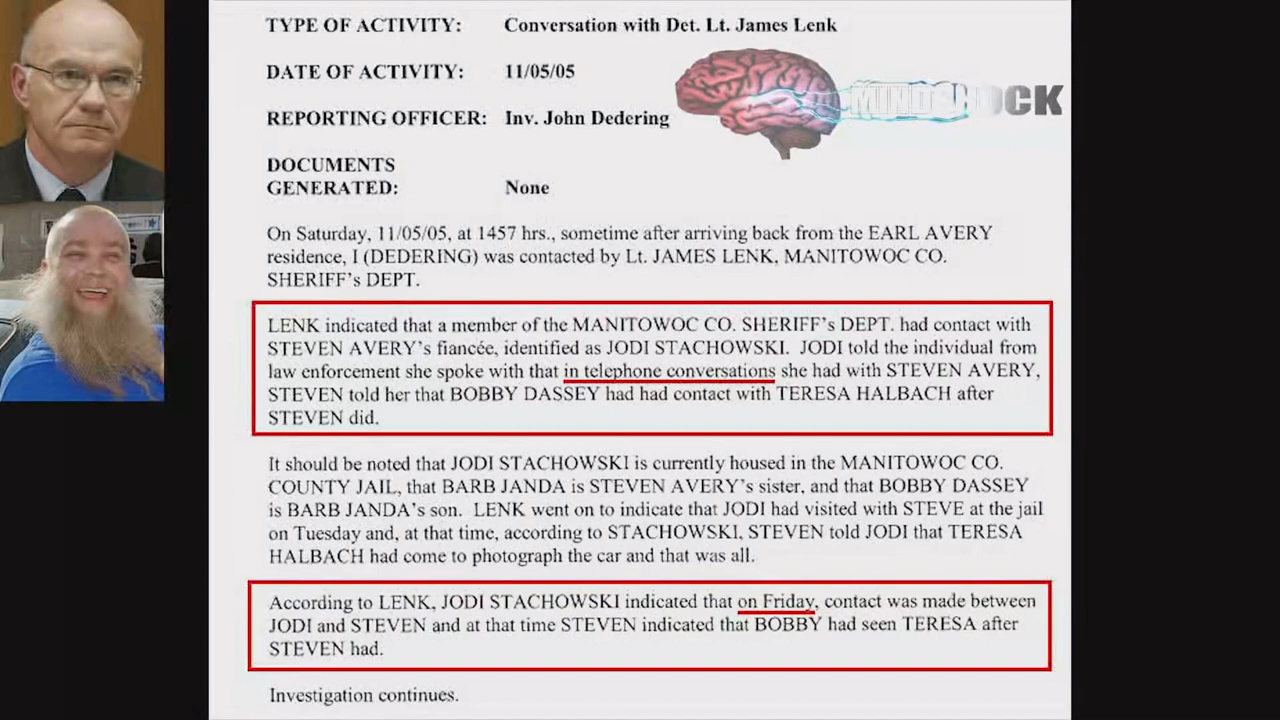 TYPE OF ACTIVITY: Conversation with Det. Lt. James Lenk
DATE OF ACTIVITY: 11/05/05
MINDSHOCK
REPORTING OFFICER: Inv. John Dedering
DOCUMENTS
GENERATED: None
On Saturday, 11/05/05, at 1457 hrs., sometime after arriving back from the EARL AVERY
residence, I (DEDERING) was contacted by Lt. JAMES LENK, MANITOWOC CO.
SHERIFF's DEPT.
LENK indicated that a member of the MANITOWOC CO. SHERIFF's DEPT. had contact with
STEVEN AVERY's fiancée, identified as JODI STACHOWSKI. JODI told the individual from
law enforcement she spoke with that in telephone conversations she had with STEVEN AVERY,
STEVEN told her that BOBBY DASSEY had had contact with TERESA HALBACH after
STEVEN did.
It should be noted that JODI STACHOWSKI is currently housed in the MANITOWOC CO.
COUNTY JAIL, that BARB JANDA is STEVEN AVERY's sister, and that BOBBY DASSEY
is BARB JANDA's son. LENK went on to indicate that JODI had visited with STEVE at the jail
on Tuesday and, at that time, according to STACHOWSKI, STEVEN told JODI that TERESA
HALBACH had come to photograph the car and that was all.
According to LENK, JODI STACHOWSKI indicated that on Friday, contact was made between
JODI and STEVEN and at that time STEVEN indicated that BOBBY had seen TERESA after
STEVEN had.
Investigation continues.